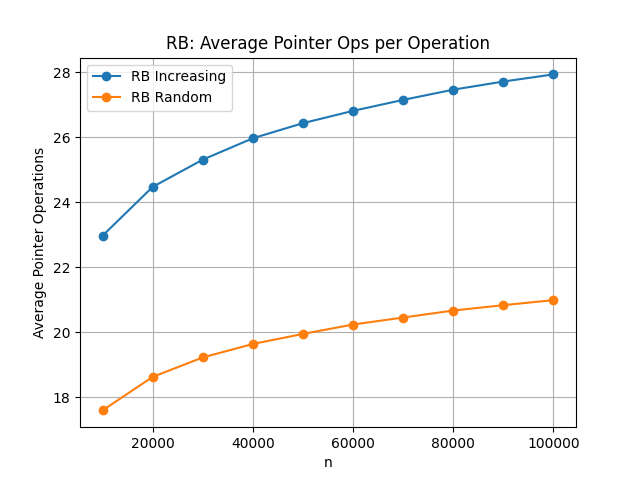 RB: Average Pointer Ops per Operation
RB Increasing
RB Random
Average Pointer Operations
28
26
24
22
20
18
20000 40000 60000 80000 100000
n